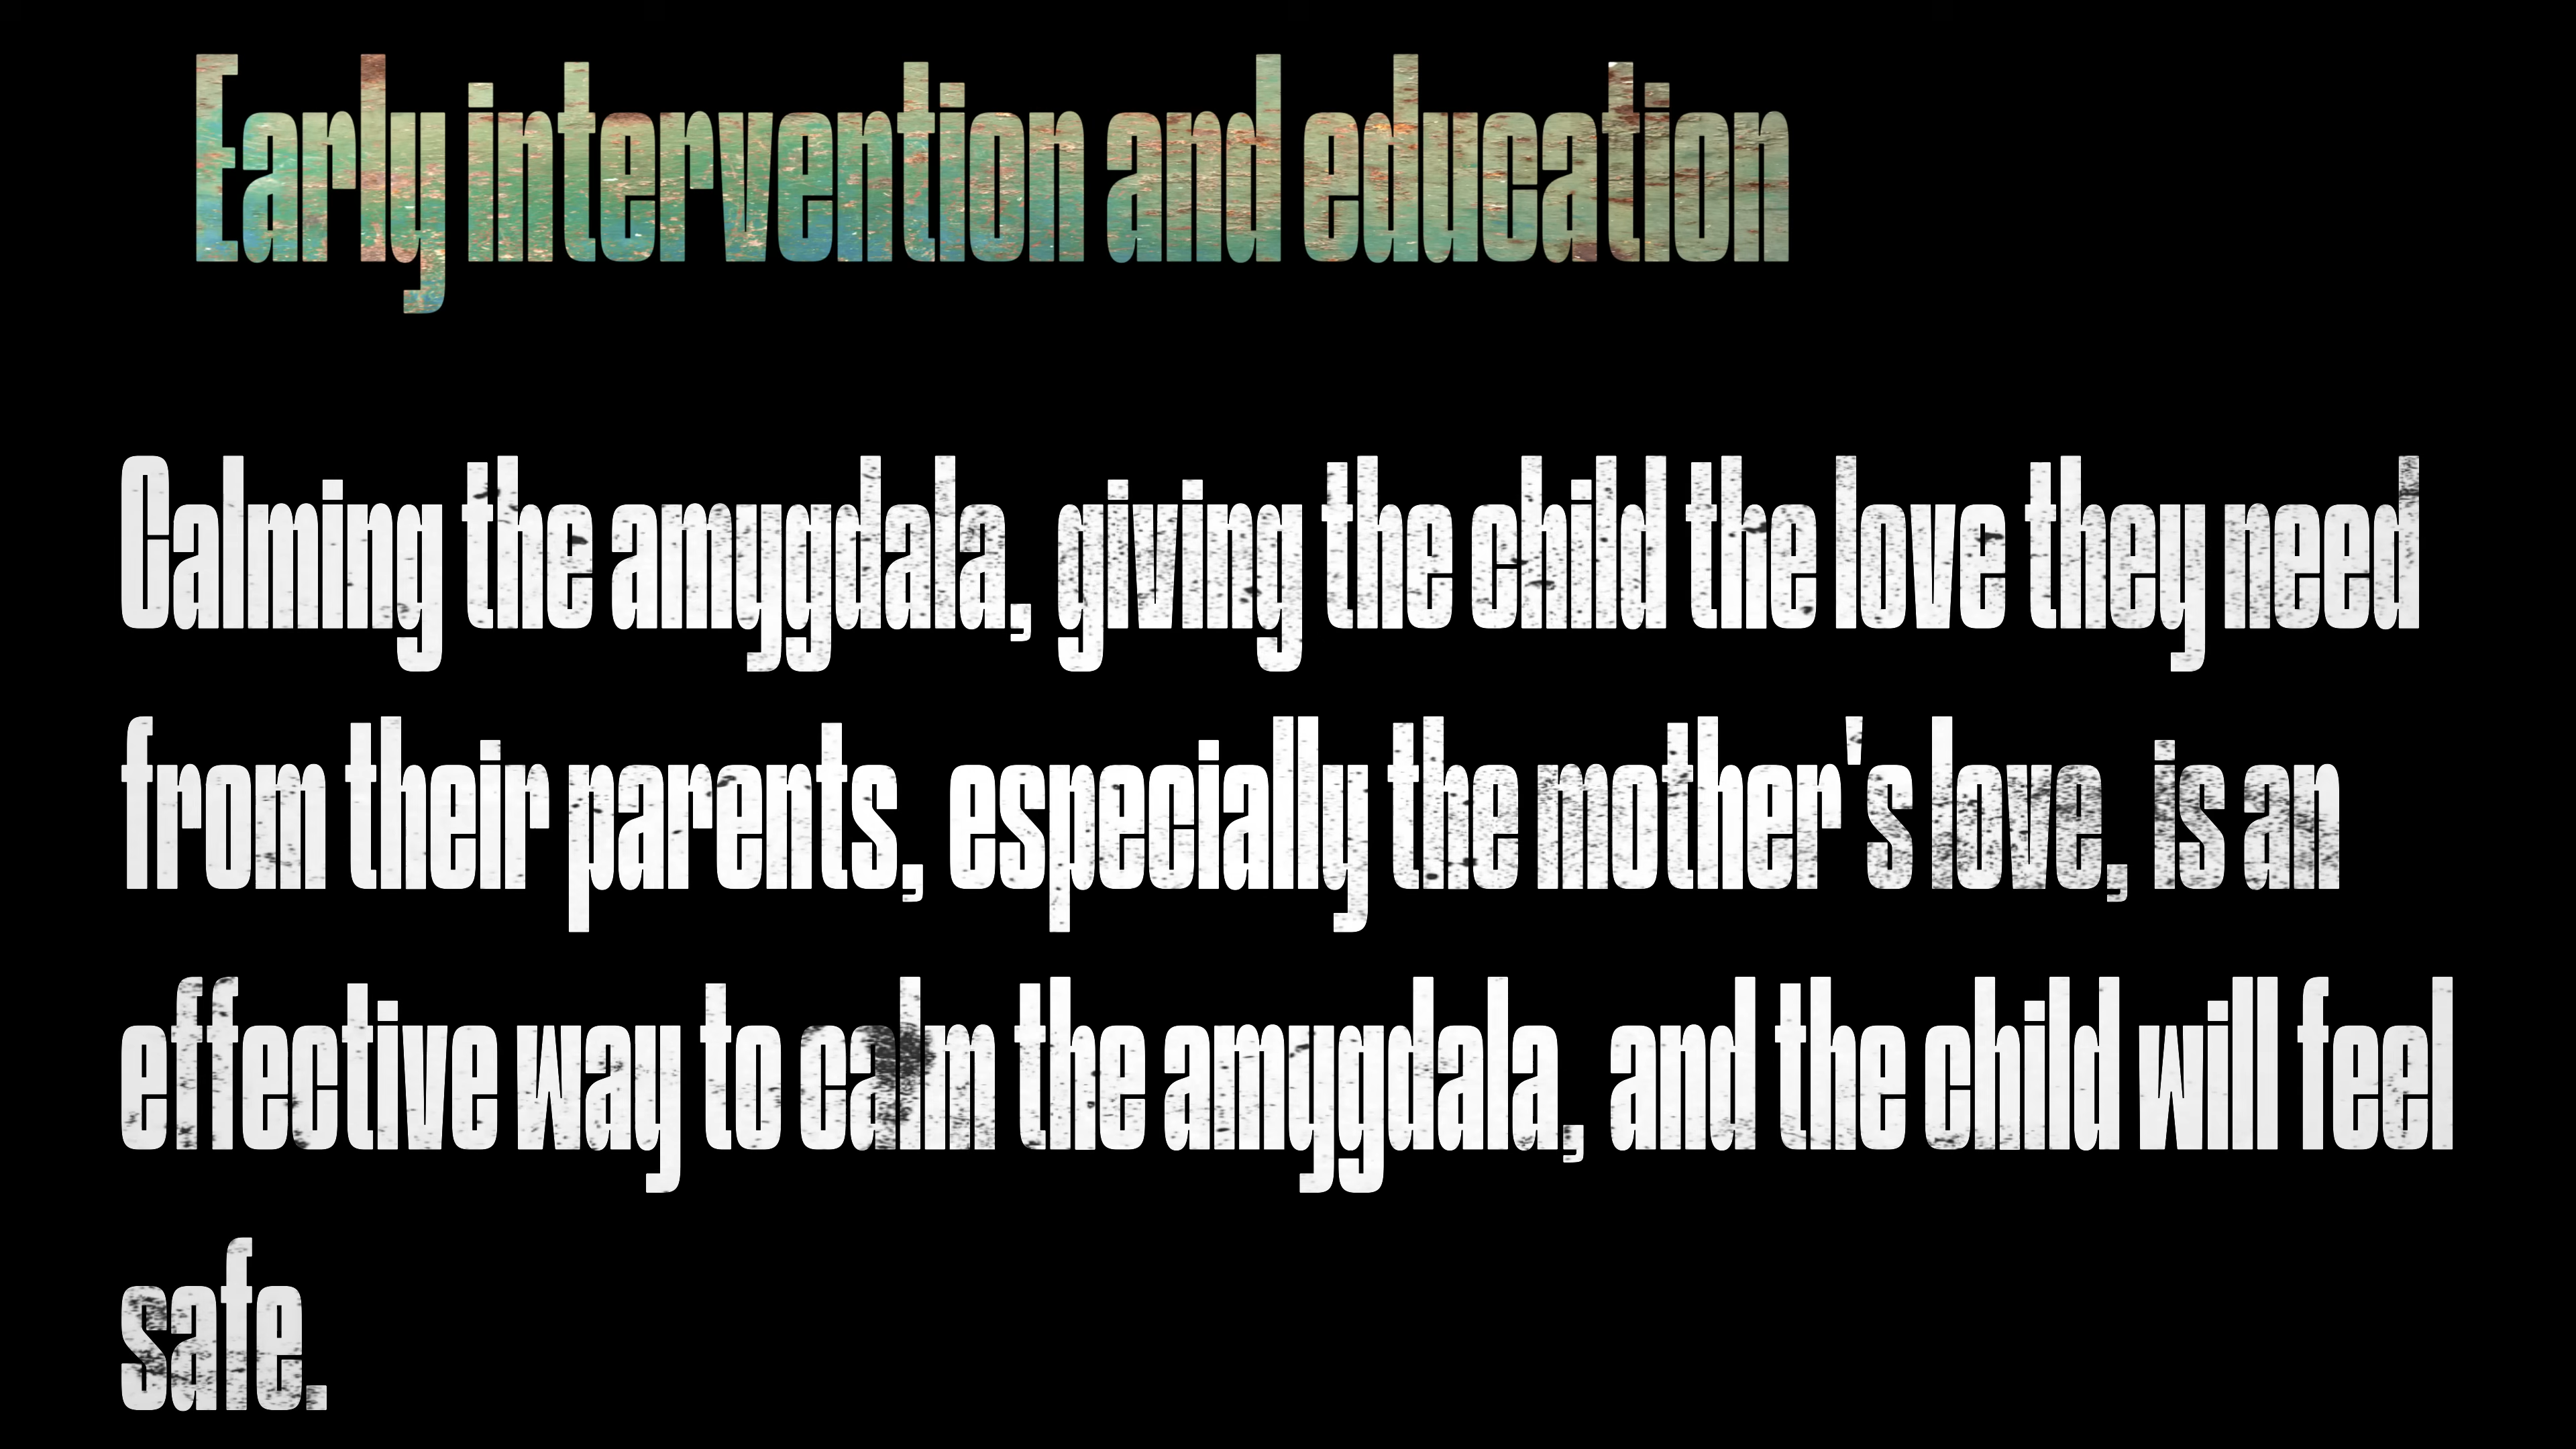 Early intervention and education
Calming the amygdala, giving the child the love they need
from their parents, especially the mother's love, is an
effective way to calm the amygdala, and the child will feel
safe.